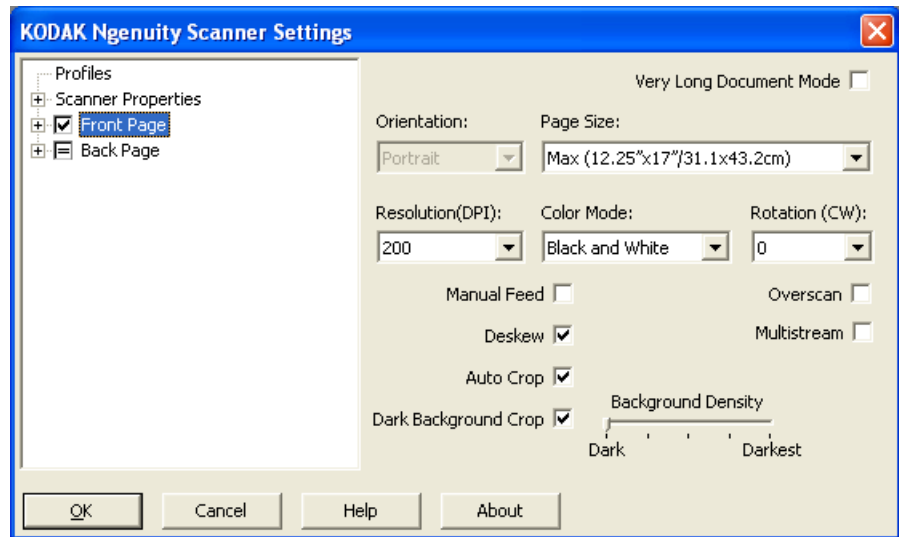 KODAK Ngenuity Scanner Settings
Profiles
Scanner Properties
Front Page
Back Page
Very Long Document Mode
Orientation: Page Size:
Portrait Max (12.25"x17"/31.1x43.2cm)
Resolution(DPI): Color Mode: Rotation (CW):
200 Black and White 0
Manual Feed Overscan
Deskew Multistream
Auto Crop
Dark Background Crop Background Density
Dark Darkest
OK Cancel Help About